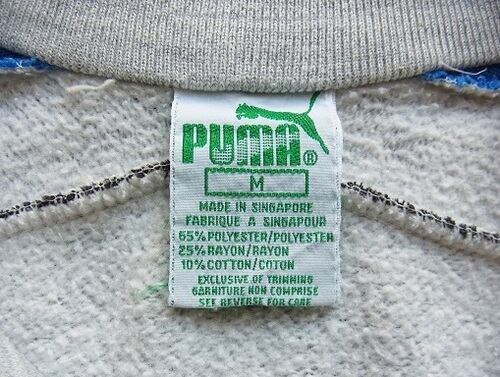 PUMA®
M
MADE IN SINGAPORE
FABRIQUE A SINGAPOUR
65% POLYESTER/POLYESTER
25% RAYON/RAYON
10% COTTON/COTON
EXCLUSIVE OF TRIMMING
GARNITURE NON COMPRISE
SEE REVERSE FOR CARE